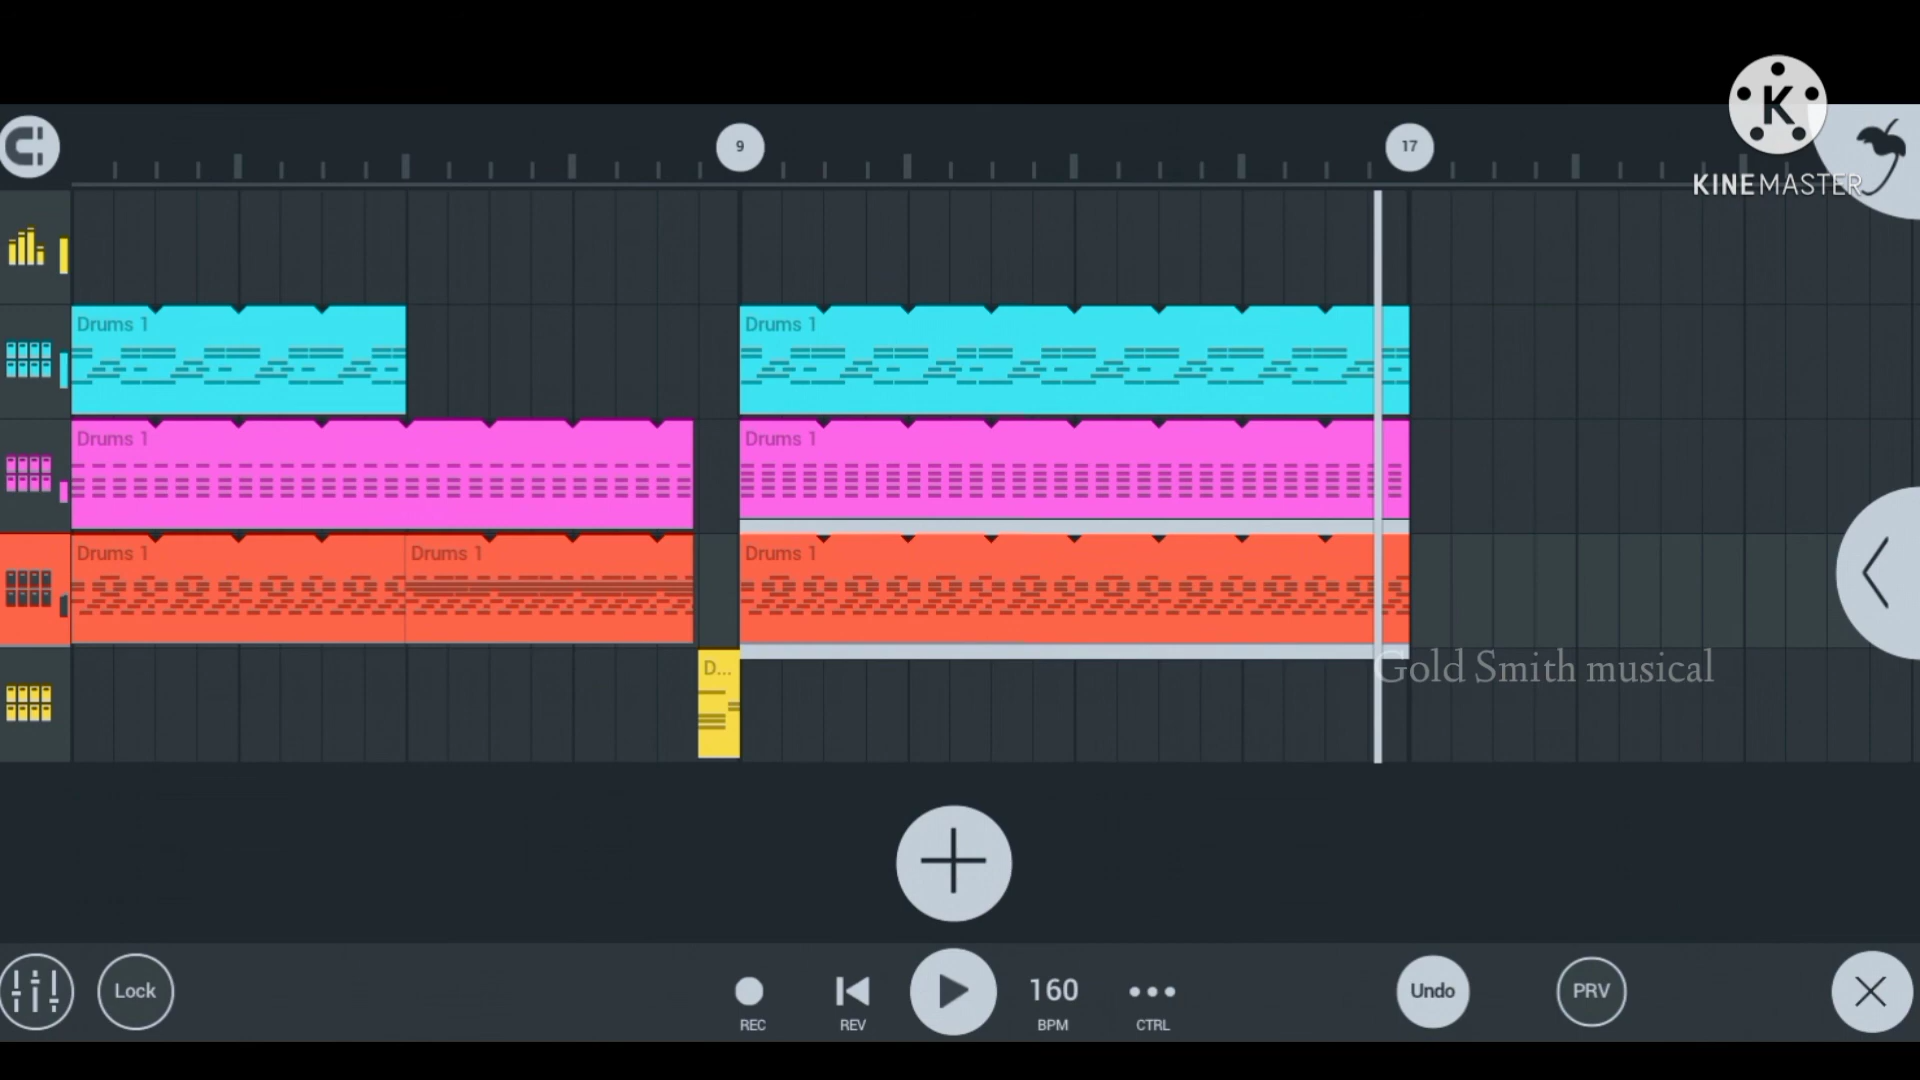 9
17
K
KINEMASTER
Drums 1
Drums 1
Drums 1
Drums 1
Drums 1
Drums 1
Drums 1
D...
Gold Smith musical
Lock
REC
REV
160
BPM
CTRL
Undo
PRV